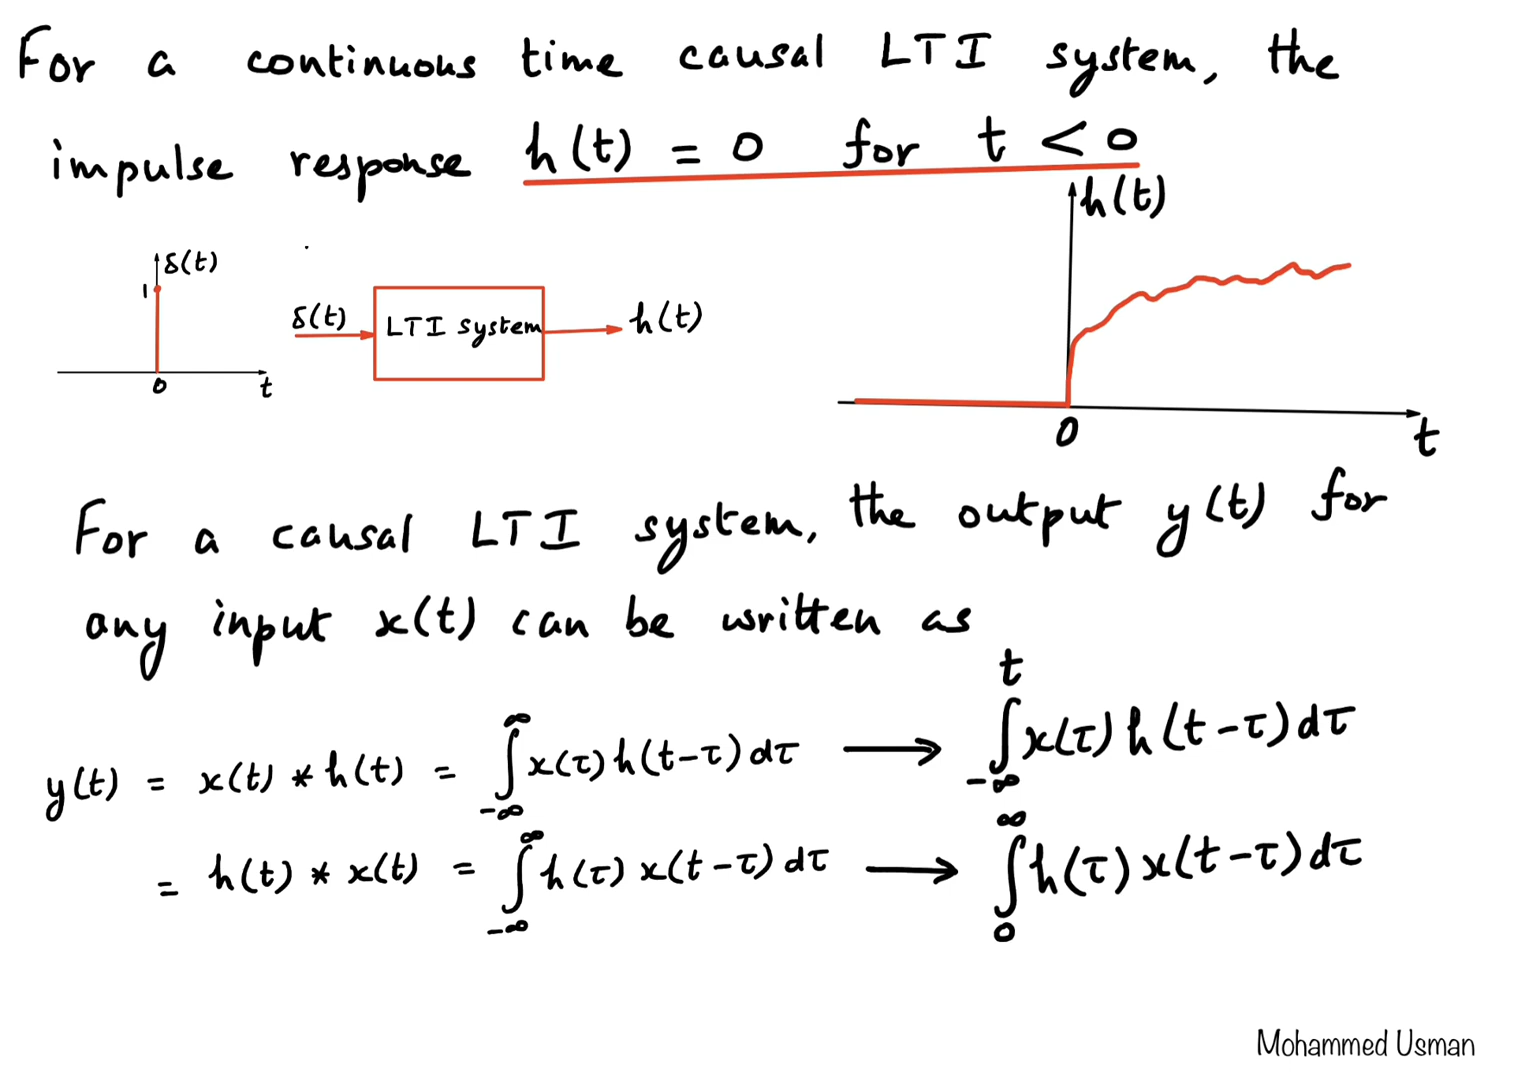 For a continuous time causal LTI system, the
impulse response h(t) = 0 for t < 0
h(t)
δ(t)
1
0
t
δ(t)
LTI system
h(t)
0
t
For a causal LTI system, the output y(t) for
any input x(t) can be written as
y(t) = x(t) * h(t) = ∫_{-∞}^{∞} x(τ) h(t-τ) dτ ⟶ ∫_{-∞}^{t} x(τ) h(t-τ) dτ
= h(t) * x(t) = ∫_{-∞}^{∞} h(τ) x(t-τ) dτ ⟶ ∫_{0}^{∞} h(τ) x(t-τ) dτ
Mohammed Usman